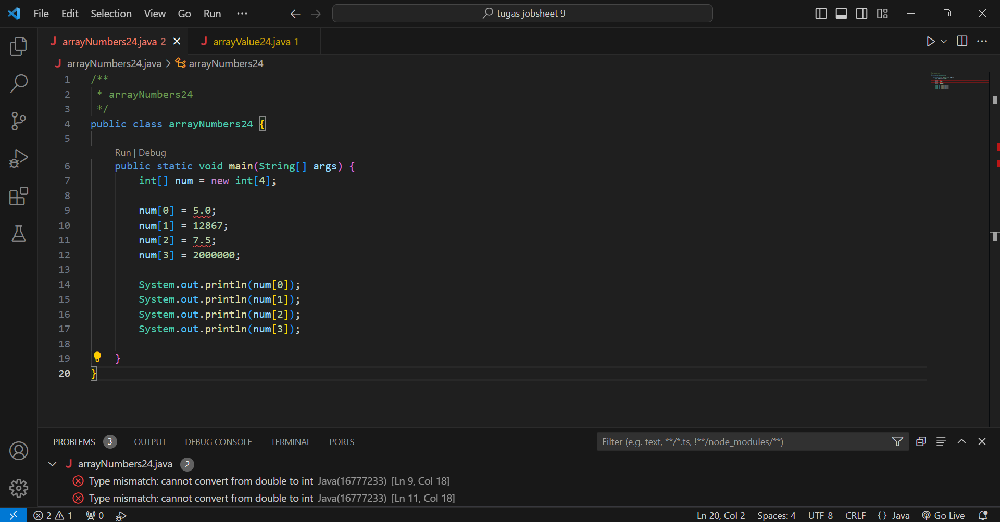 File Edit Selection View Go Run ··· tugas jobsheet 9
J arrayNumbers24.java 2 J arrayValue24.java 1
J arrayNumbers24.java > arrayNumbers24
1 /**
2 * arrayNumbers24
3 */
4 public class arrayNumbers24 {
5
Run | Debug
6 public static void main(String[] args) {
7 int[] num = new int[4];
8
9 num[0] = 5.0;
10 num[1] = 12867;
11 num[2] = 7.5;
12 num[3] = 2000000;
13
14 System.out.println(num[0]);
15 System.out.println(num[1]);
16 System.out.println(num[2]);
17 System.out.println(num[3]);
18
19 }
20 }
PROBLEMS 3 OUTPUT DEBUG CONSOLE TERMINAL PORTS Filter (e.g. text, **/*.ts, !**/node_modules/**)
J arrayNumbers24.java 2
Type mismatch: cannot convert from double to int Java(16777233) [Ln 9, Col 18]
Type mismatch: cannot convert from double to int Java(16777233) [Ln 11, Col 18]
2 1 0 Ln 20, Col 2 Spaces: 4 UTF-8 CRLF {} Java Go Live